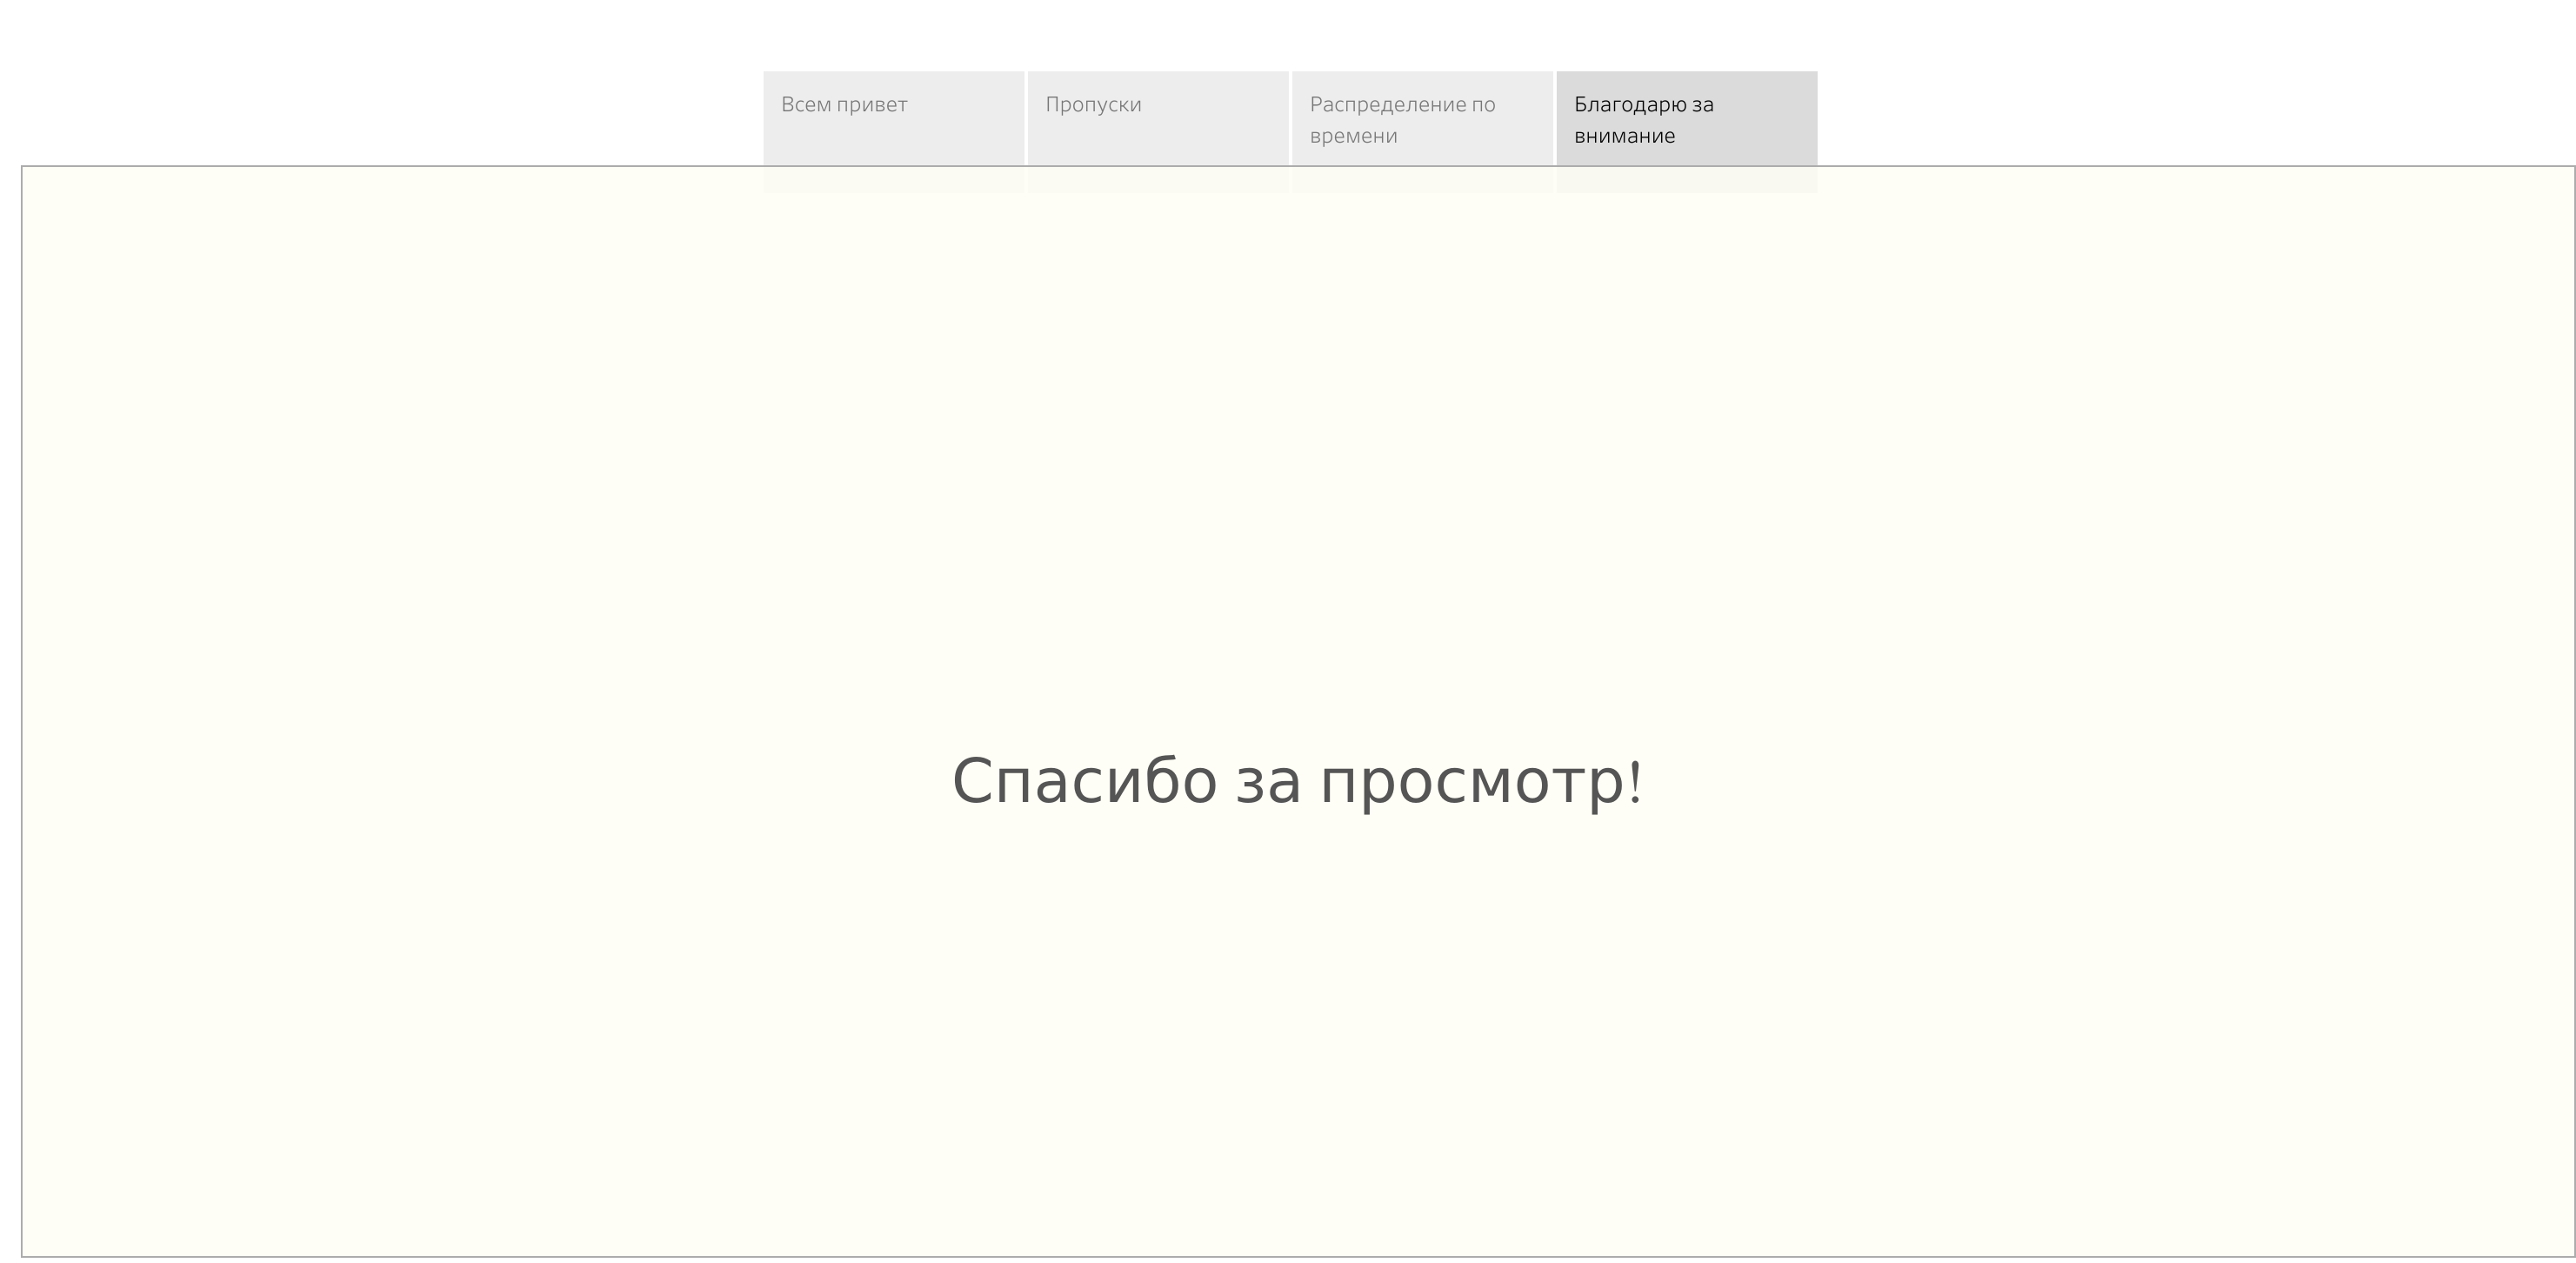 Всем привет
Пропуски
Распределение по
времени
Благодарю за
внимание
Спасибо за просмотр!